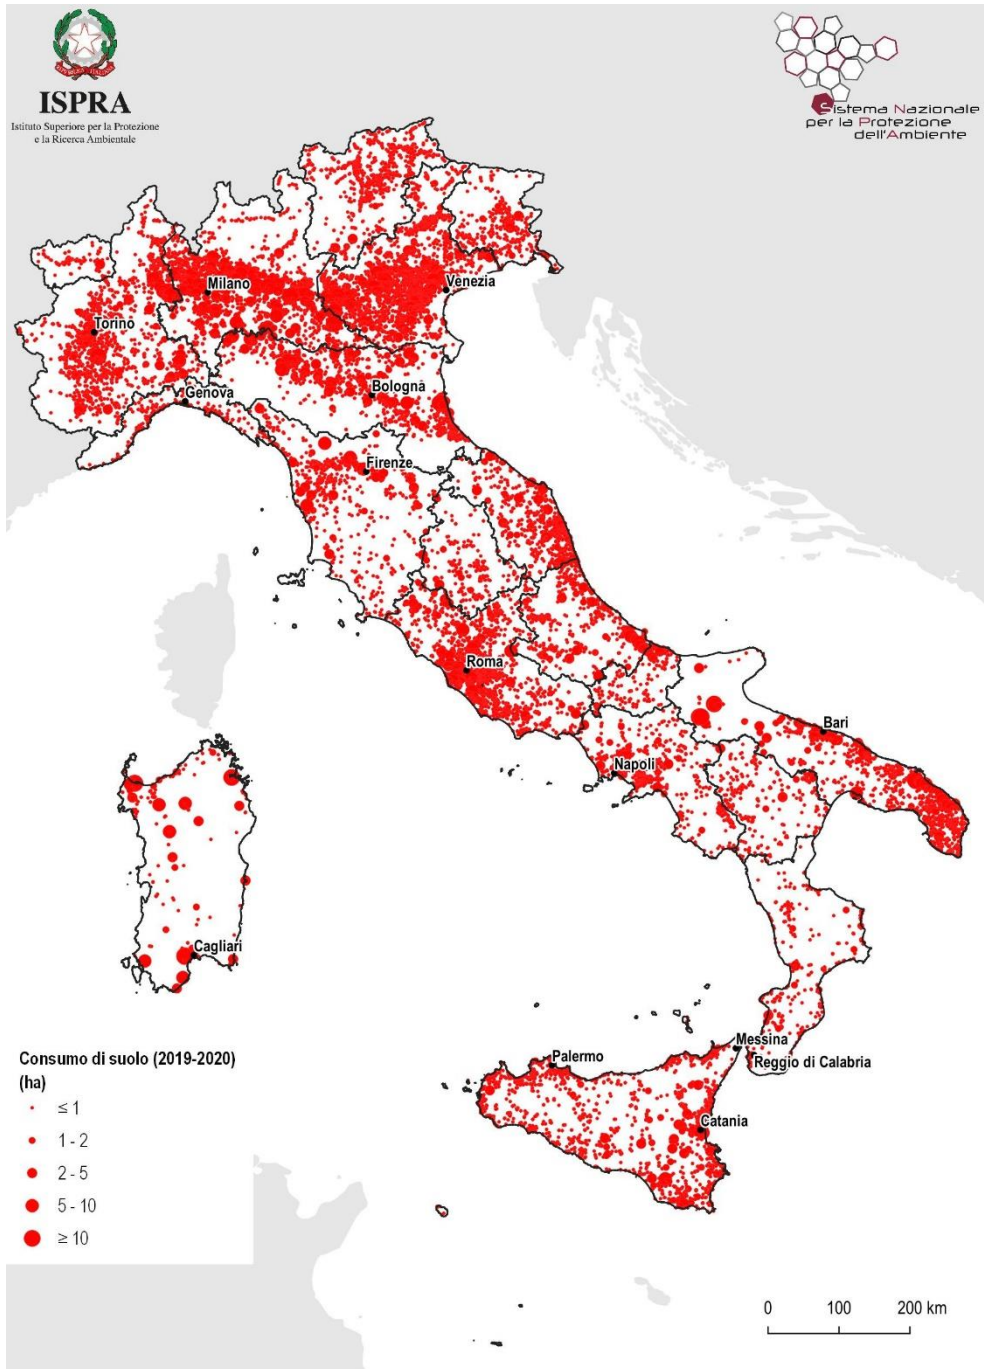 ISPRA
Istituto Superiore per la Protezione
e la Ricerca Ambientale
Sistema Nazionale
per la Protezione
dell'Ambiente
Milano
Venezia
Torino
Bologna
Genova
Firenze
Roma
Bari
Napoli
Cagliari
Messina
Reggio di Calabria
Palermo
Catania
Consumo di suolo (2019-2020)
(ha)
≤ 1
1 - 2
2 - 5
5 - 10
≥ 10
0 100 200 km